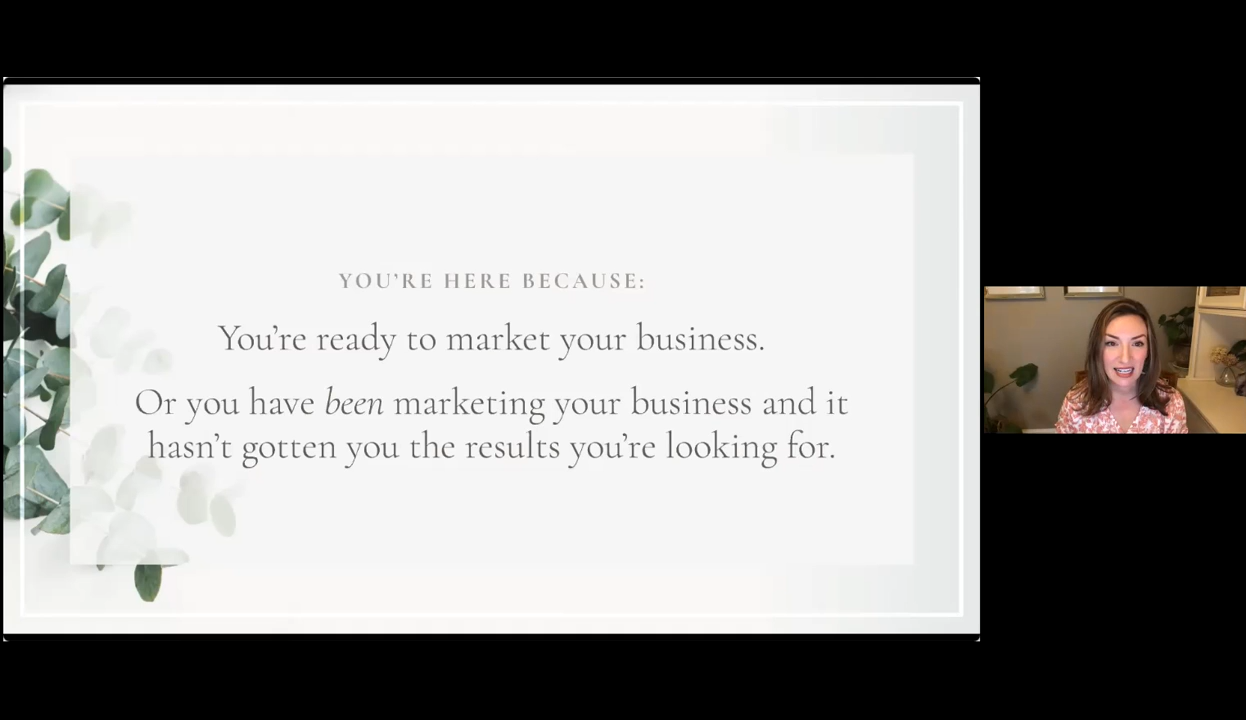 YOU’RE HERE BECAUSE:
You’re ready to market your business.
Or you have been marketing your business and it
hasn’t gotten you the results you’re looking for.